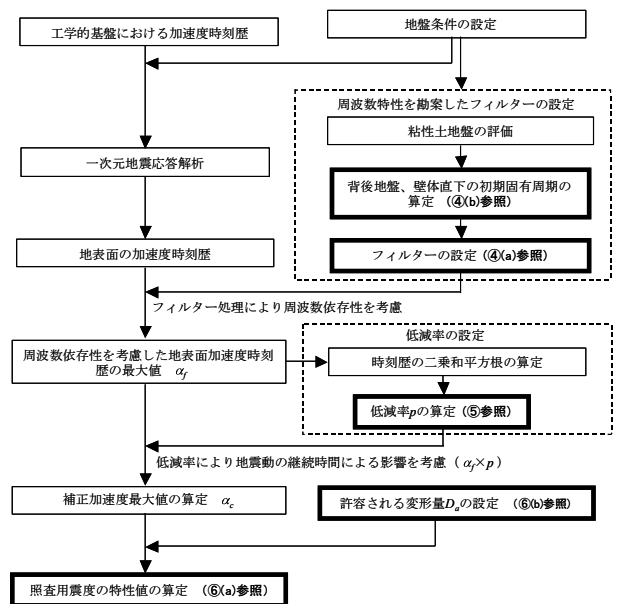 工学的基盤における加速度時刻歴
地盤条件の設定
周波数特性を勘案したフィルターの設定
粘性土地盤の評価
一次元地震応答解析
背後地盤、壁体直下の初期固有周期の
算定 (④(b)参照)
地表面の加速度時刻歴
フィルターの設定 (④(a)参照)
フィルター処理により周波数依存性を考慮
周波数依存性を考慮した地表面加速度時刻
歴の最大値 αf
低減率の設定
時刻歴の二乗和平方根の算定
低減率pの算定 (⑤参照)
低減率により地震動の継続時間による影響を考慮 ( αf×p )
補正加速度最大値の算定 αc
許容される変形量Daの設定 (⑥(b)参照)
照査用震度の特性値の算定 (⑥(a)参照)